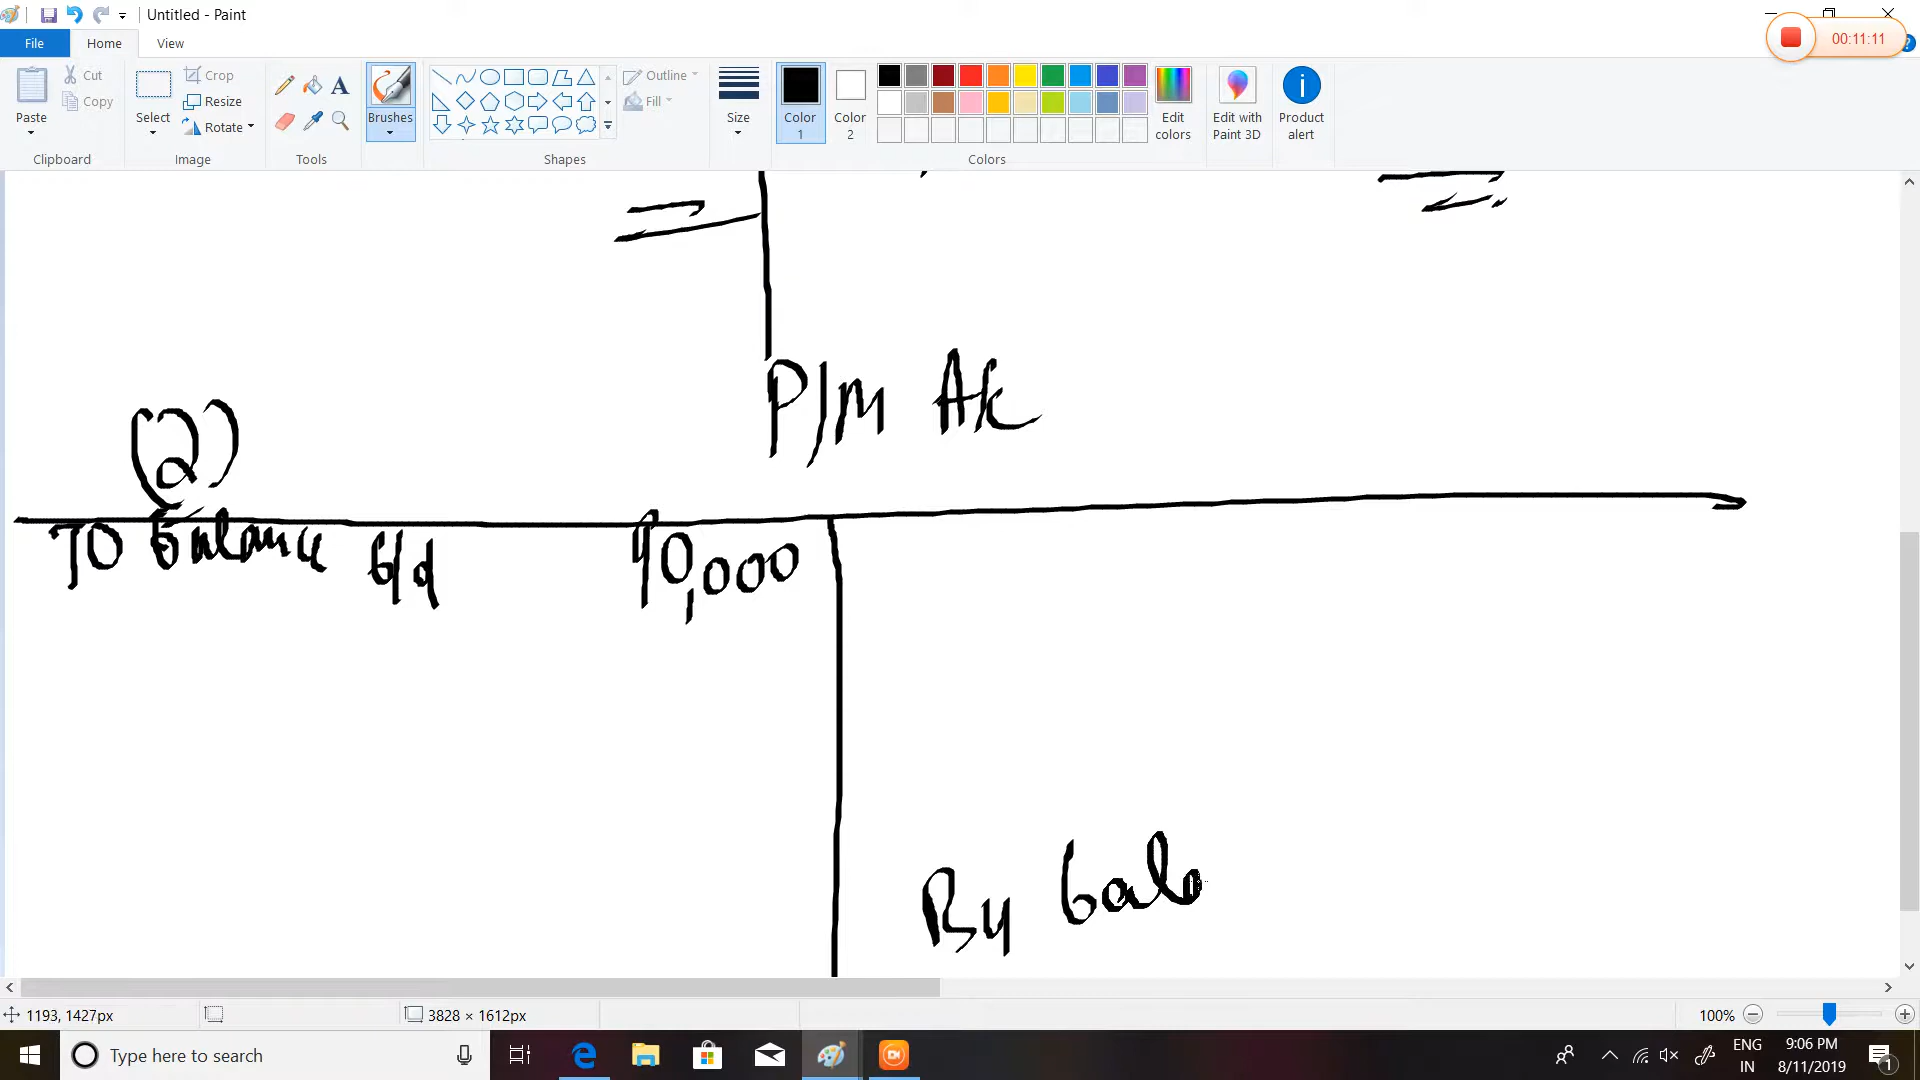 Untitled - Paint
00:11:11
File Home View
Cut
Copy
Paste
Clipboard
Crop
Resize
Rotate
Select
Image
Tools
Brushes
Outline
Fill
Shapes
Size
Color 1
Color 2
Edit colors
Edit with Paint 3D
Product alert
Colors
P/M A/c
(2)
TO balance b/d 90,000
By bala
1193, 1427px
3828 × 1612px
100%
Type here to search
ENG
IN
9:06 PM
8/11/2019
1